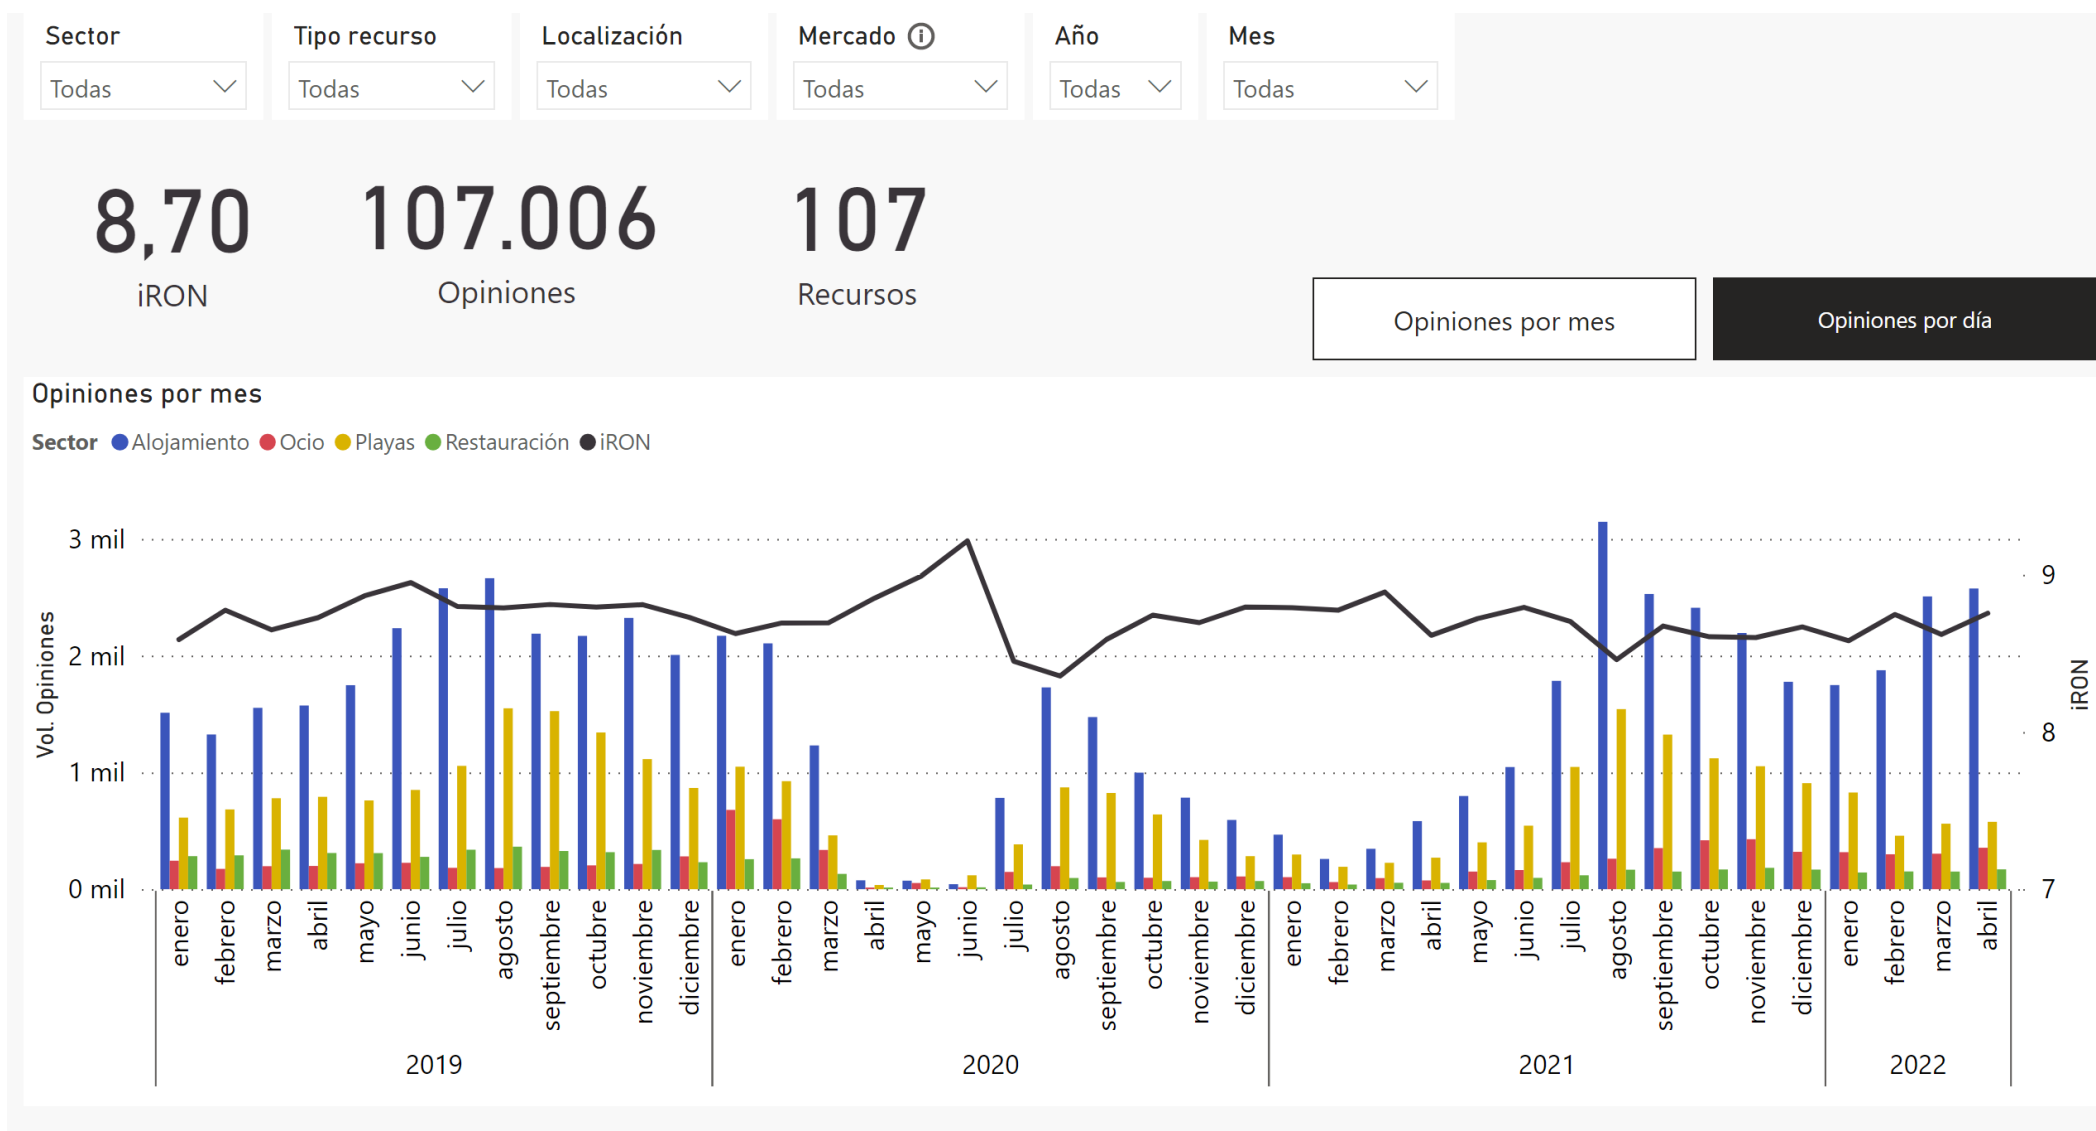 Sector Tipo recurso Localización Mercado Año Mes
Todas Todas Todas Todas Todas Todas
8,70 107.006 107
iRON Opiniones Recursos
Opiniones por mes Opiniones por día
Opiniones por mes
Sector Alojamiento Ocio Playas Restauración iRON
3 mil
2 mil
1 mil
0 mil
Vol. Opiniones
9
8
7
iRON
enero febrero marzo abril mayo junio julio agosto septiembre octubre noviembre diciembre enero febrero marzo abril mayo junio julio agosto septiembre octubre noviembre diciembre enero febrero marzo abril mayo junio julio agosto septiembre octubre noviembre diciembre enero febrero marzo abril
2019 2020 2021 2022